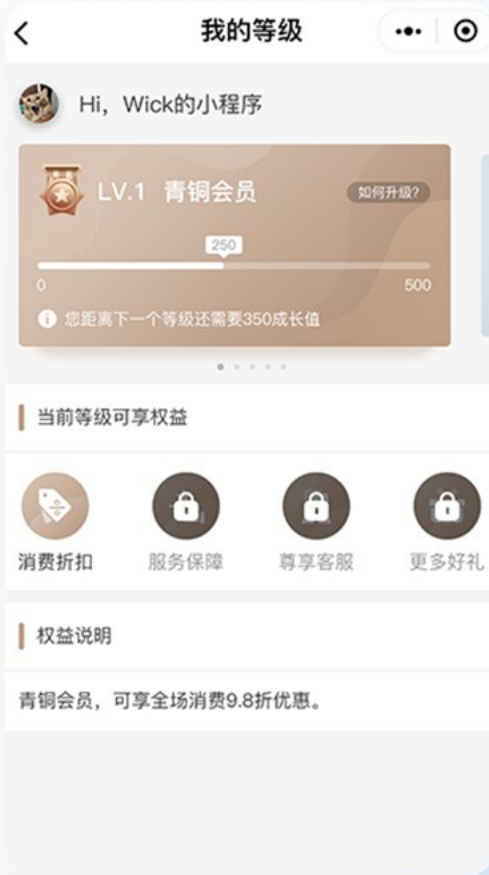 我的等级
Hi，Wick的小程序
LV.1 青铜会员
如何升级?
250
0
500
您距离下一个等级还需要350成长值
当前等级可享权益
消费折扣
服务保障
尊享客服
更多好礼
权益说明
青铜会员，可享全场消费9.8折优惠。